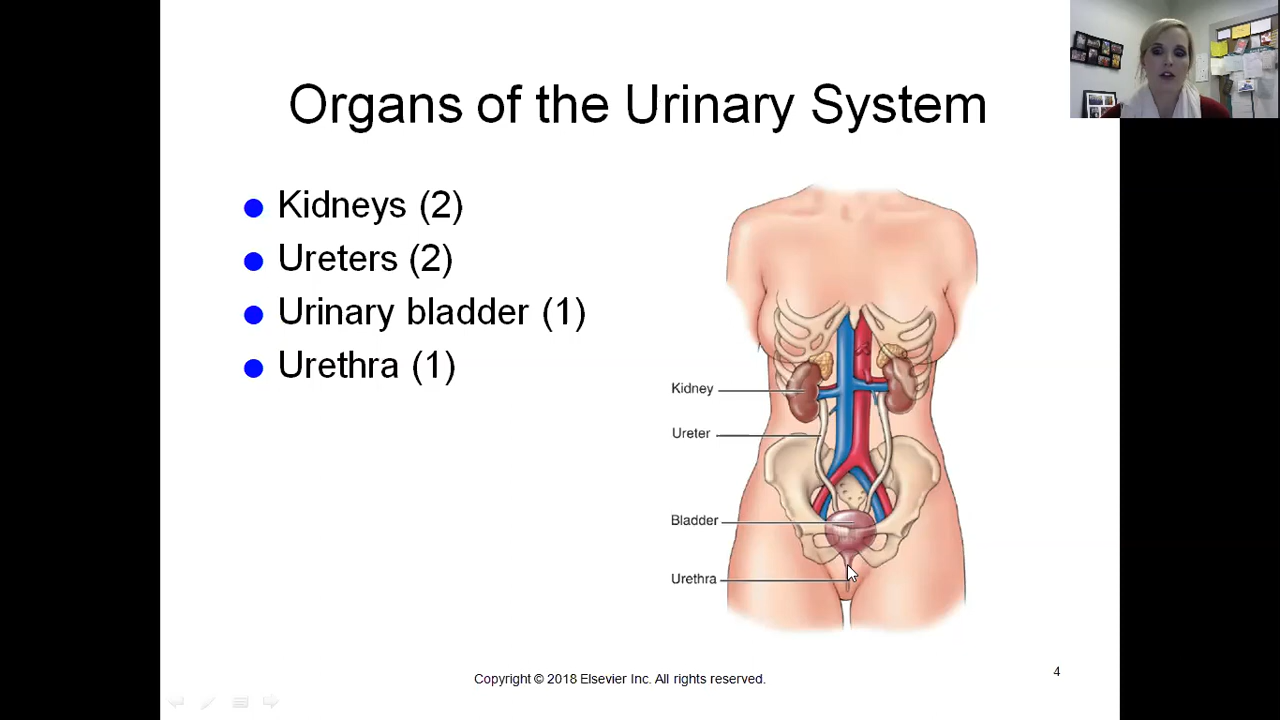 Organs of the Urinary System
Kidneys (2)
Ureters (2)
Urinary bladder (1)
Urethra (1)
Kidney
Ureter
Bladder
Urethra
Copyright © 2018 Elsevier Inc. All rights reserved.
4